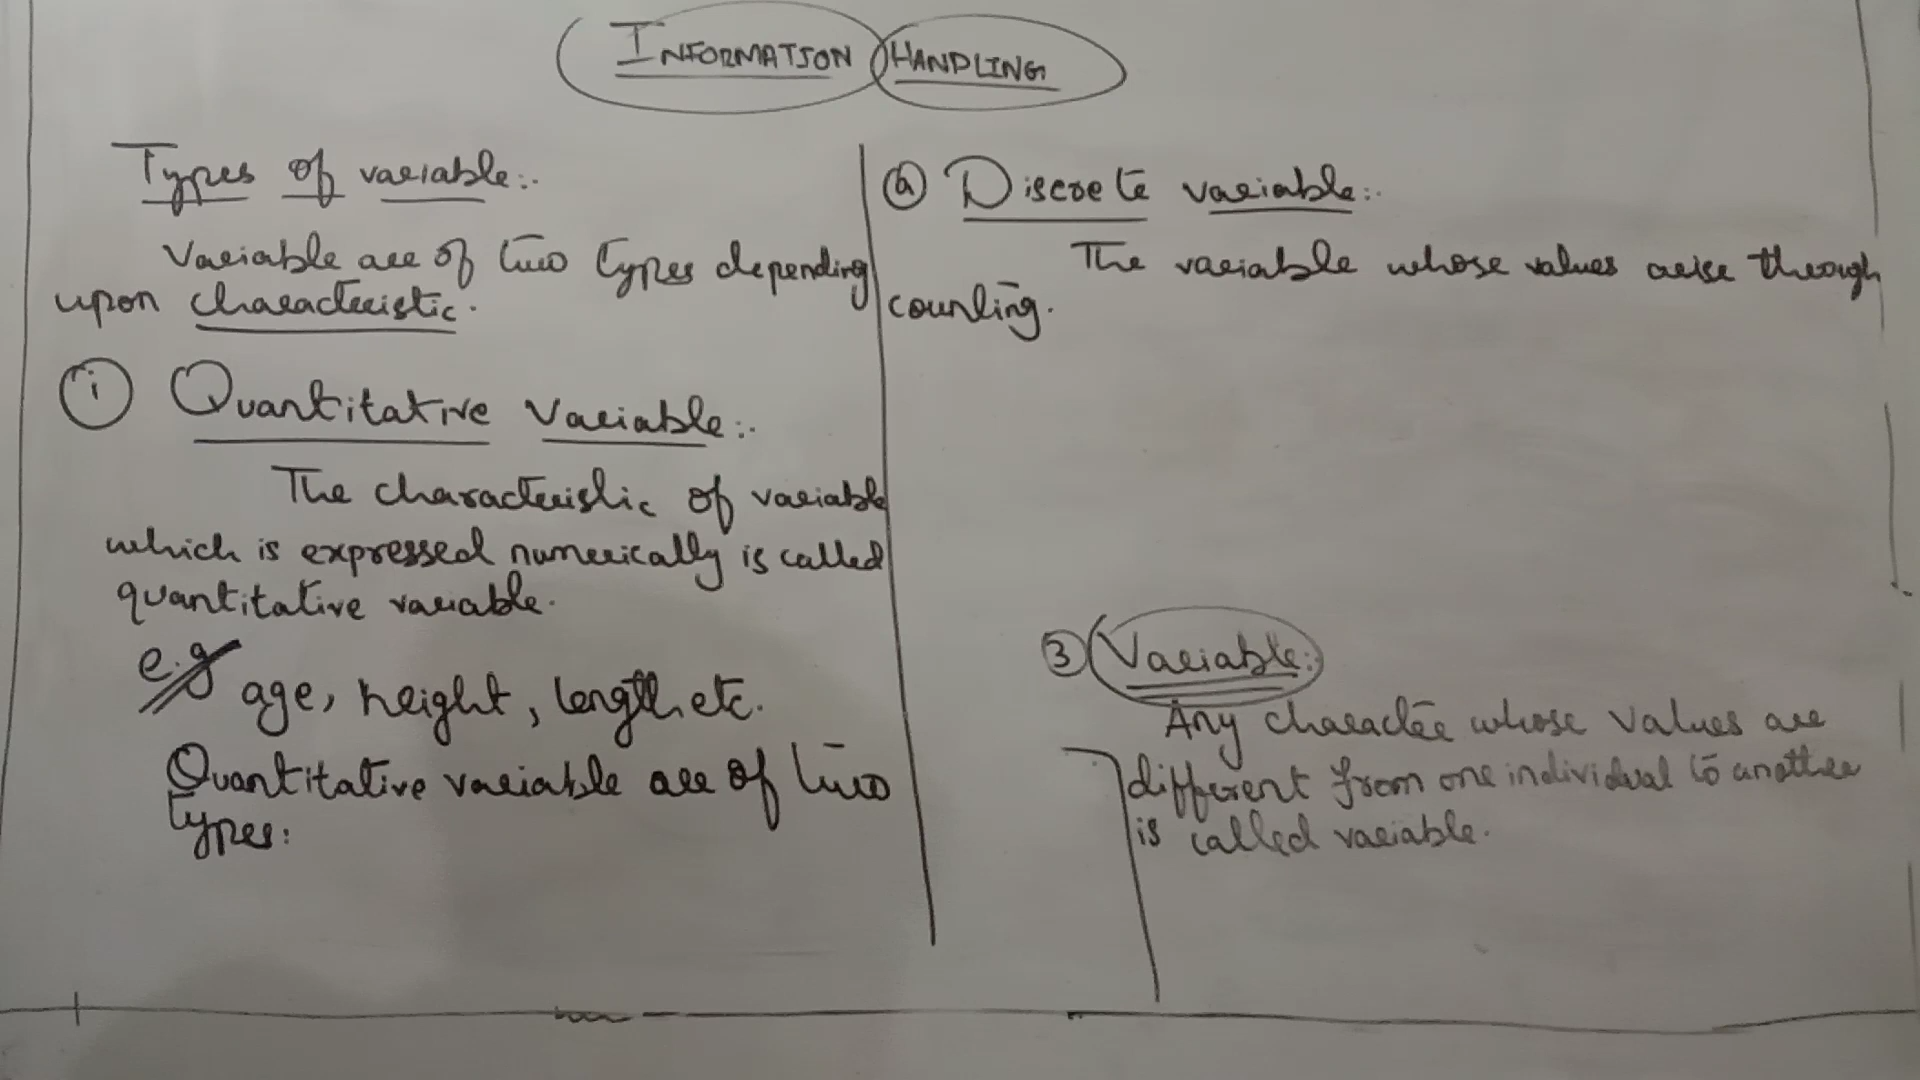 INFORMATION HANDLING
Types of variable:-
Variable are of two types depending
upon characteristic.
i Quantitative Variable:-
The characteristic of variable
which is expressed numerically is called
quantitative variable.
e.g age, height, length etc.
Quantitative variable are of two
types:
a Discrete variable:-
The variable whose values arise through
counting.
3 Variable:
Any character whose values are
different from one individual to another
is called variable.